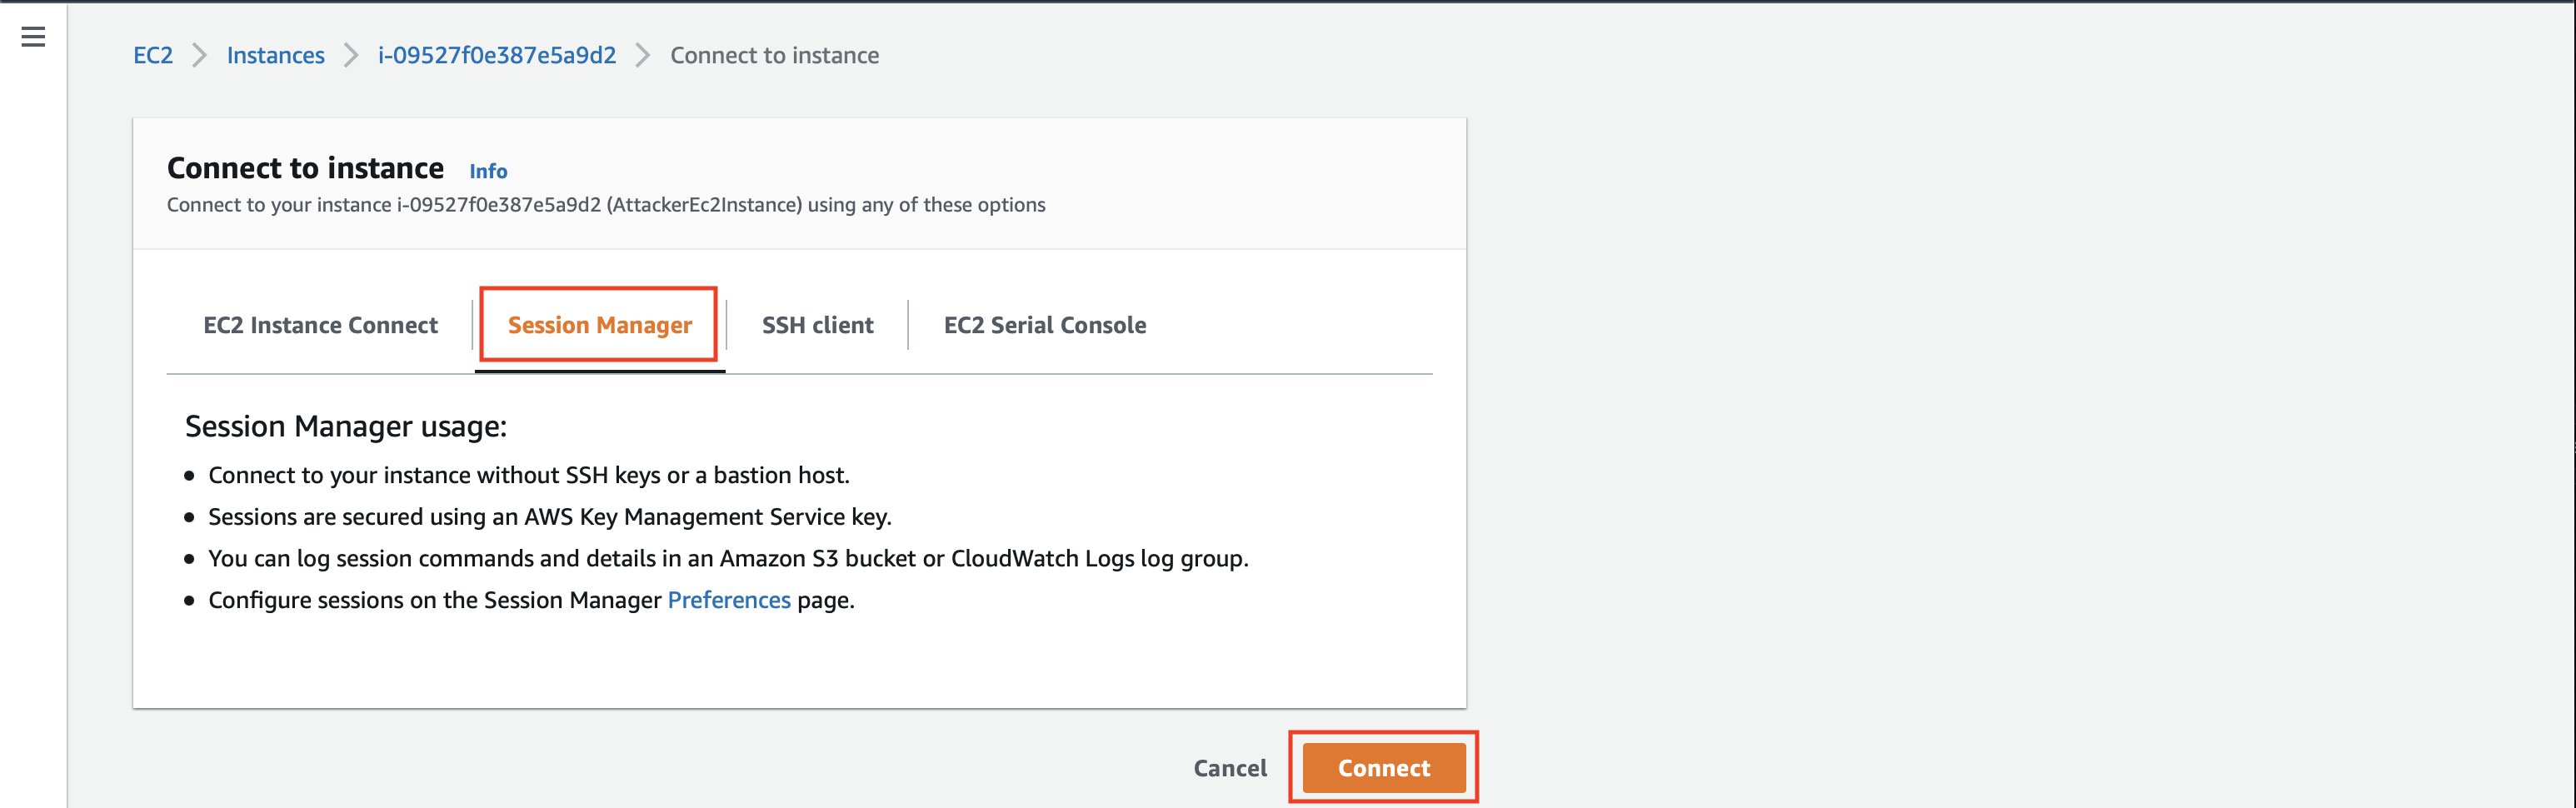 EC2 > Instances > i-09527f0e387e5a9d2 > Connect to instance
Connect to instance Info
Connect to your instance i-09527f0e387e5a9d2 (AttackerEc2Instance) using any of these options
EC2 Instance Connect Session Manager SSH client EC2 Serial Console
Session Manager usage:
• Connect to your instance without SSH keys or a bastion host.
• Sessions are secured using an AWS Key Management Service key.
• You can log session commands and details in an Amazon S3 bucket or CloudWatch Logs log group.
• Configure sessions on the Session Manager Preferences page.
Cancel Connect